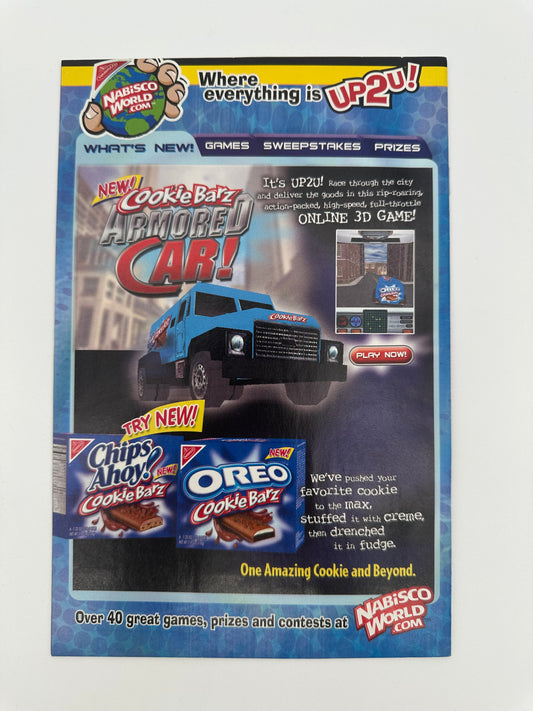 NABISCO
WORLD
.COM
Where
everything is UP2U!
WHAT'S NEW! GAMES SWEEPSTAKES PRIZES
NEW!
CookieBarz
ARMORED
CAR!
It's UP2U! Race through the city
and deliver the goods in this rip-roaring,
action-packed, high-speed, full-throttle
ONLINE 3D GAME!
OREO
PLAY NOW!
CookieBarz
TRY NEW!
Chips
Ahoy!
NEW!
CookieBarz
NEW!
OREO
CookieBarz
We've pushed your
favorite cookie
to the max,
stuffed it with creme,
then drenched
it in fudge.
One Amazing Cookie and Beyond.
Over 40 great games, prizes and contests at
NABISCO
WORLD
.COM